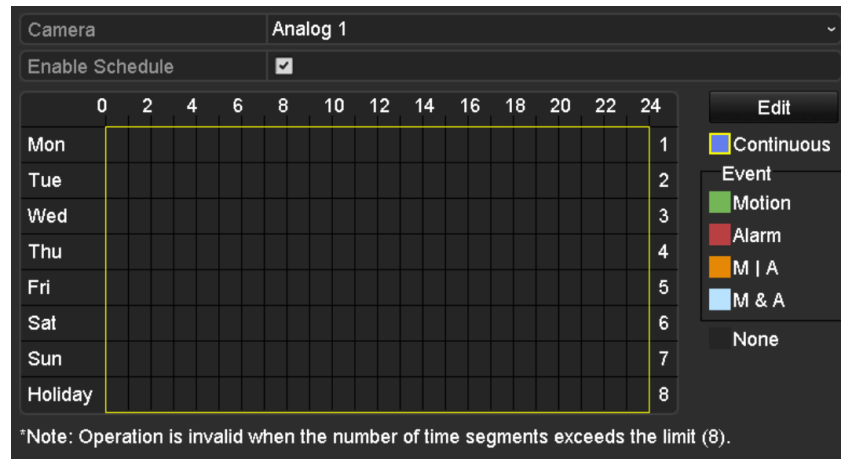 Camera Analog 1
Enable Schedule
0 2 4 6 8 10 12 14 16 18 20 22 24
Edit
Mon 1
Continuous
Event
Tue 2
Motion
Wed 3
Alarm
Thu 4
M | A
Fri 5
M & A
Sat 6
None
Sun 7
Holiday 8
*Note: Operation is invalid when the number of time segments exceeds the limit (8).